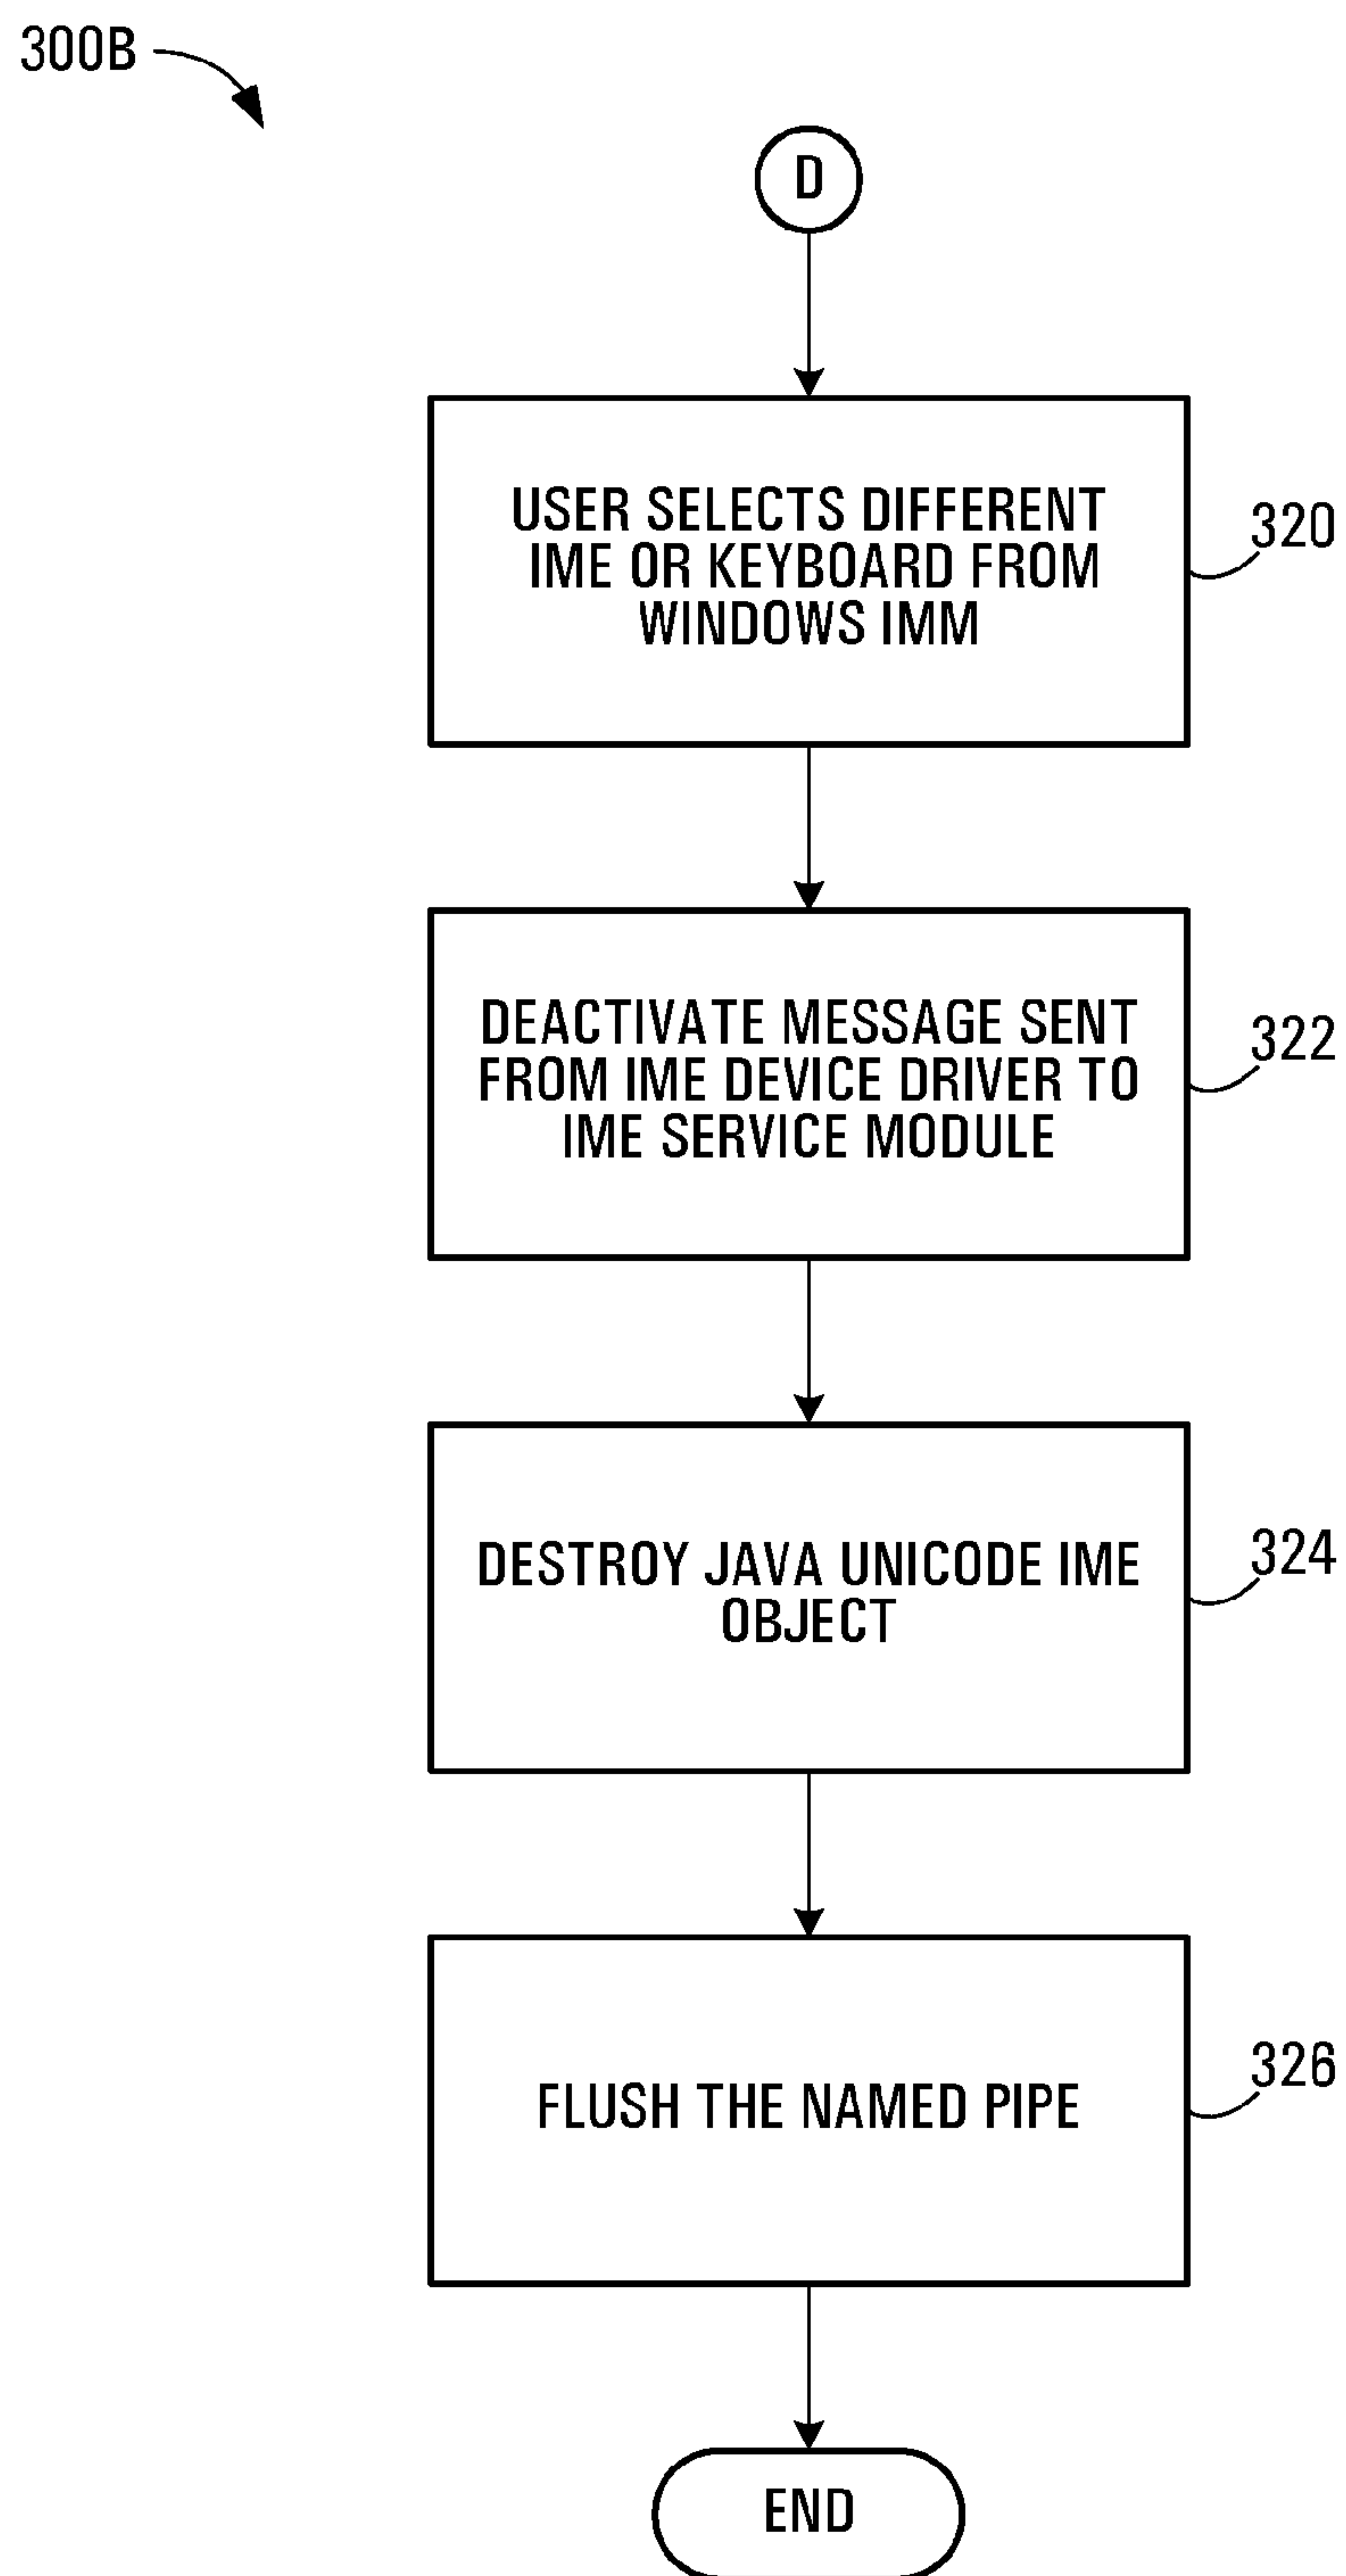 300B
D
USER SELECTS DIFFERENT
IME OR KEYBOARD FROM
WINDOWS IMM
320
DEACTIVATE MESSAGE SENT
FROM IME DEVICE DRIVER TO
IME SERVICE MODULE
322
DESTROY JAVA UNICODE IME
OBJECT
324
FLUSH THE NAMED PIPE
326
END